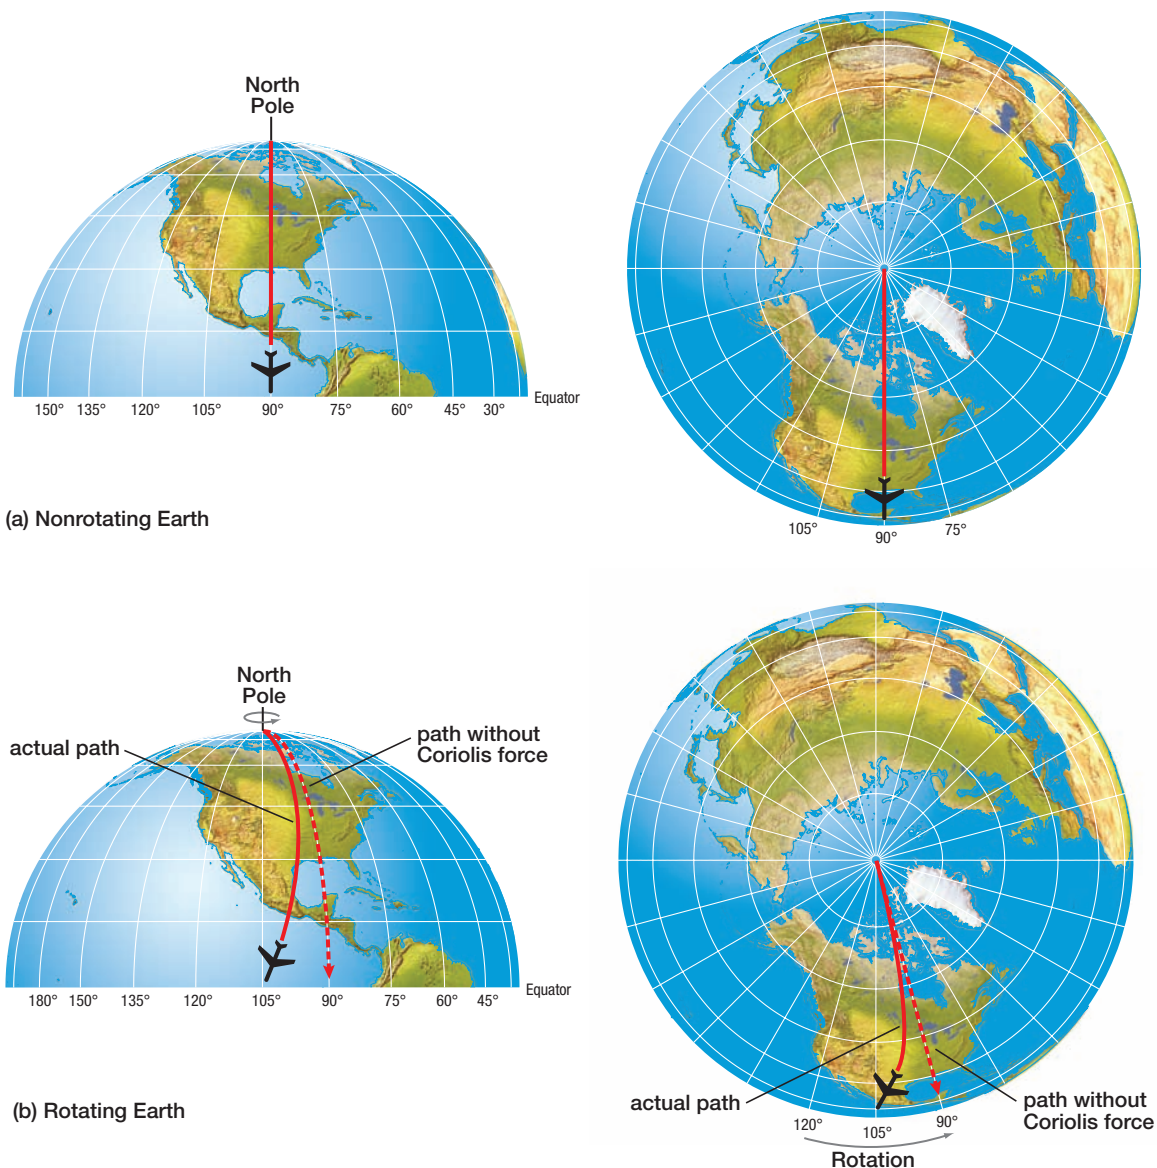 North
Pole
150° 135° 120° 105° 90° 75° 60° 45° 30°
Equator
105° 90° 75°
(a) Nonrotating Earth
North
Pole
actual path
path without
Coriolis force
180° 150° 135° 120° 105° 90° 75° 60° 45°
Equator
(b) Rotating Earth
actual path
path without
Coriolis force
120° 105° 90°
Rotation